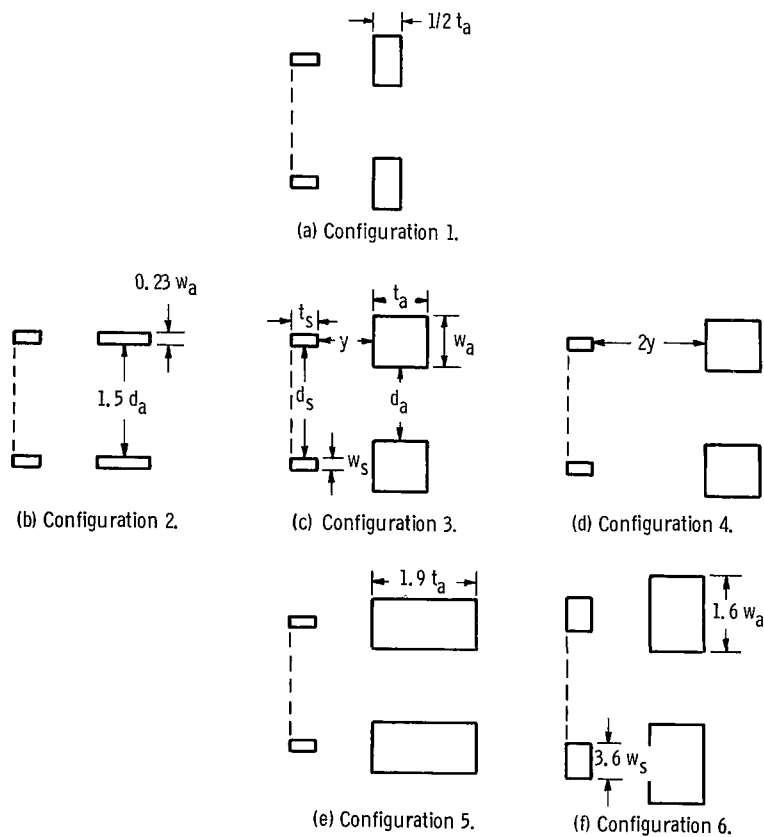 1/2 t_a
(a) Configuration 1.
0.23 w_a
1.5 d_a
(b) Configuration 2.
t_s
y
t_a
w_a
d_s
d_a
w_s
(c) Configuration 3.
2y
(d) Configuration 4.
1.9 t_a
(e) Configuration 5.
1.6 w_a
3.6 w_s
(f) Configuration 6.